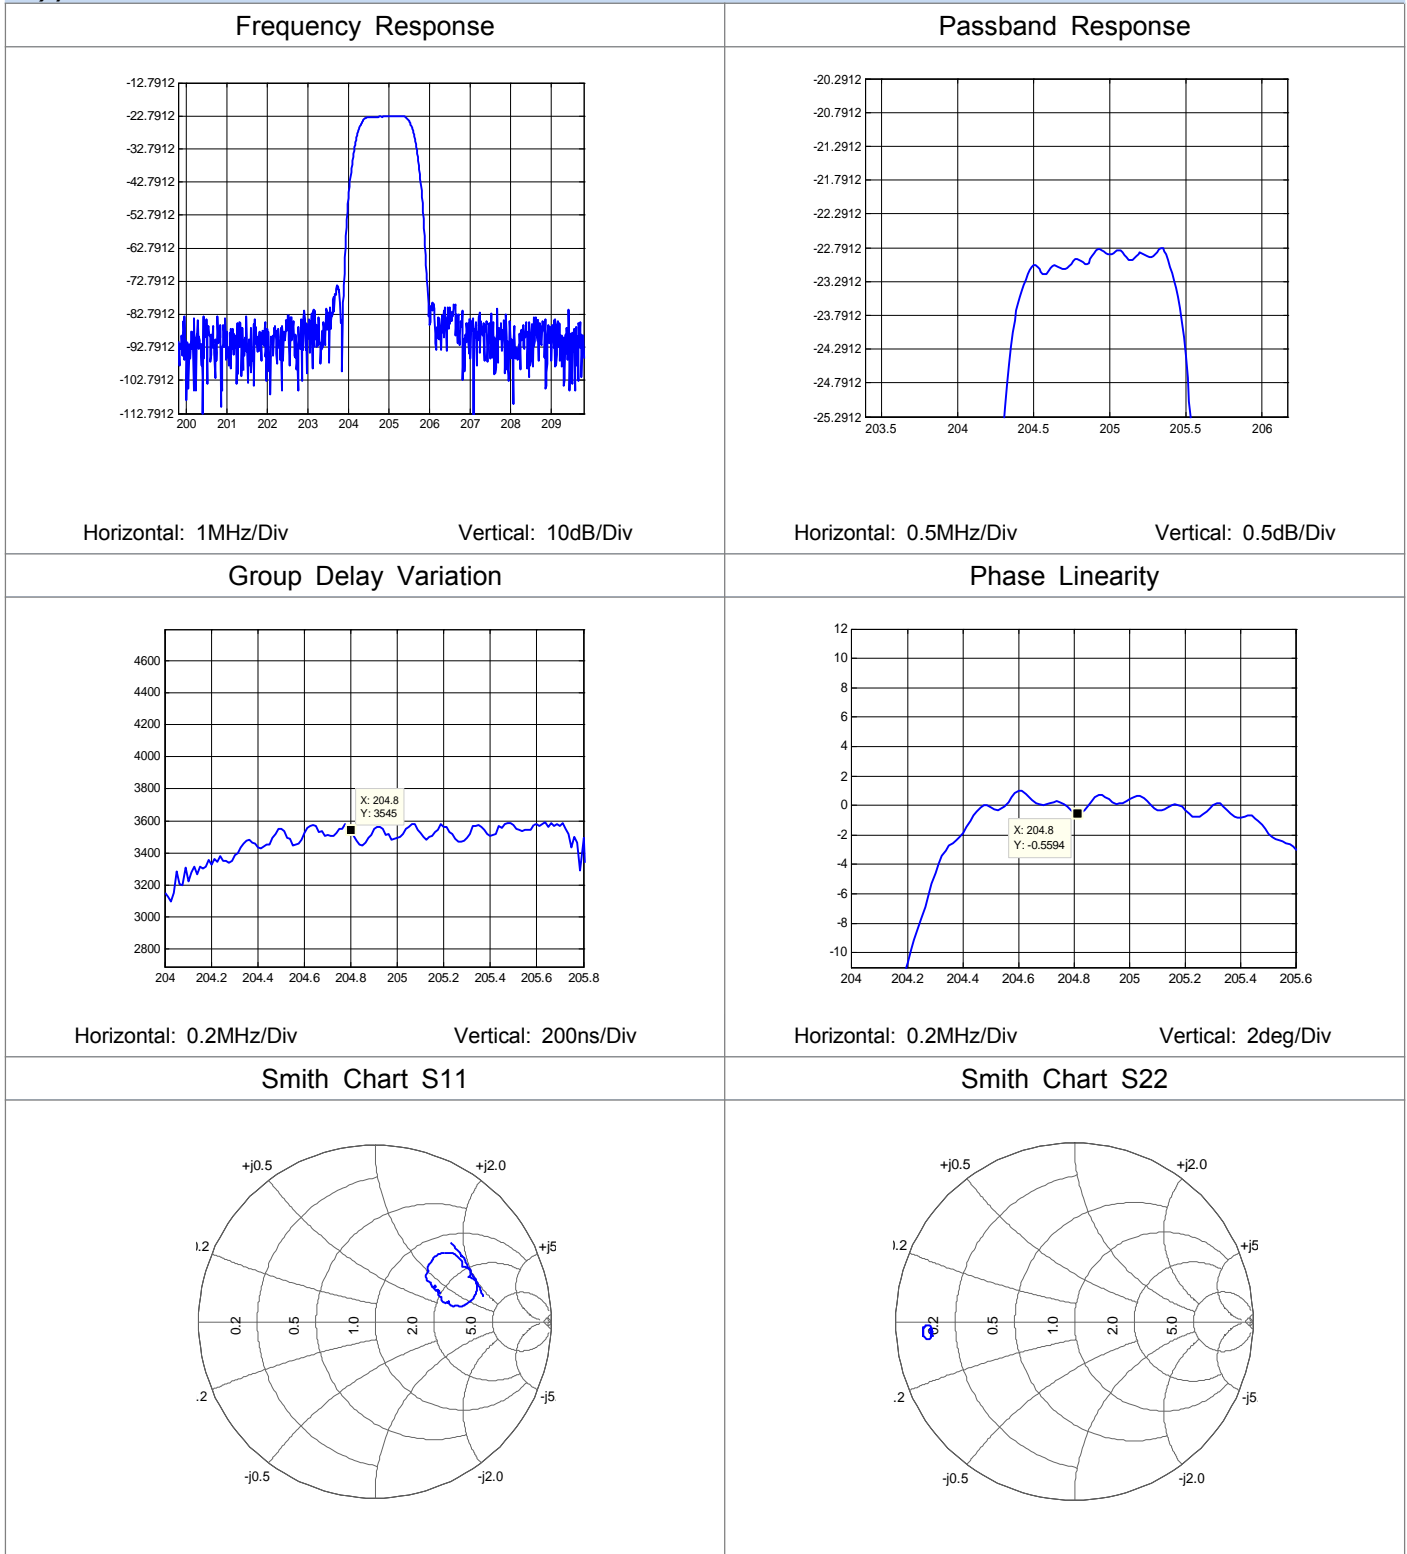 Frequency Response
Passband Response
-12.7912
-22.7912
-32.7912
-42.7912
-52.7912
-62.7912
-72.7912
-82.7912
-92.7912
-102.7912
-112.7912
200 201 202 203 204 205 206 207 208 209
-20.2912
-20.7912
-21.2912
-21.7912
-22.2912
-22.7912
-23.2912
-23.7912
-24.2912
-24.7912
-25.2912
203.5 204 204.5 205 205.5 206
Horizontal: 1MHz/Div Vertical: 10dB/Div
Horizontal: 0.5MHz/Div Vertical: 0.5dB/Div
Group Delay Variation
Phase Linearity
4600
4400
4200
4000
3800
3600
3400
3200
3000
2800
X: 204.8
Y: 3545
204 204.2 204.4 204.6 204.8 205 205.2 205.4 205.6 205.8
12
10
8
6
4
2
0
-2
-4
-6
-8
-10
X: 204.8
Y: -0.5594
204 204.2 204.4 204.6 204.8 205 205.2 205.4 205.6
Horizontal: 0.2MHz/Div Vertical: 200ns/Div
Horizontal: 0.2MHz/Div Vertical: 2deg/Div
Smith Chart S11
Smith Chart S22
+j0.5 +j2.0
).2 +j5
0.2 0.5 1.0 2.0 5.0
.2 -j5
-j0.5 -j2.0
+j0.5 +j2.0
).2 +j5
0.2 0.5 1.0 2.0 5.0
.2 -j5
-j0.5 -j2.0